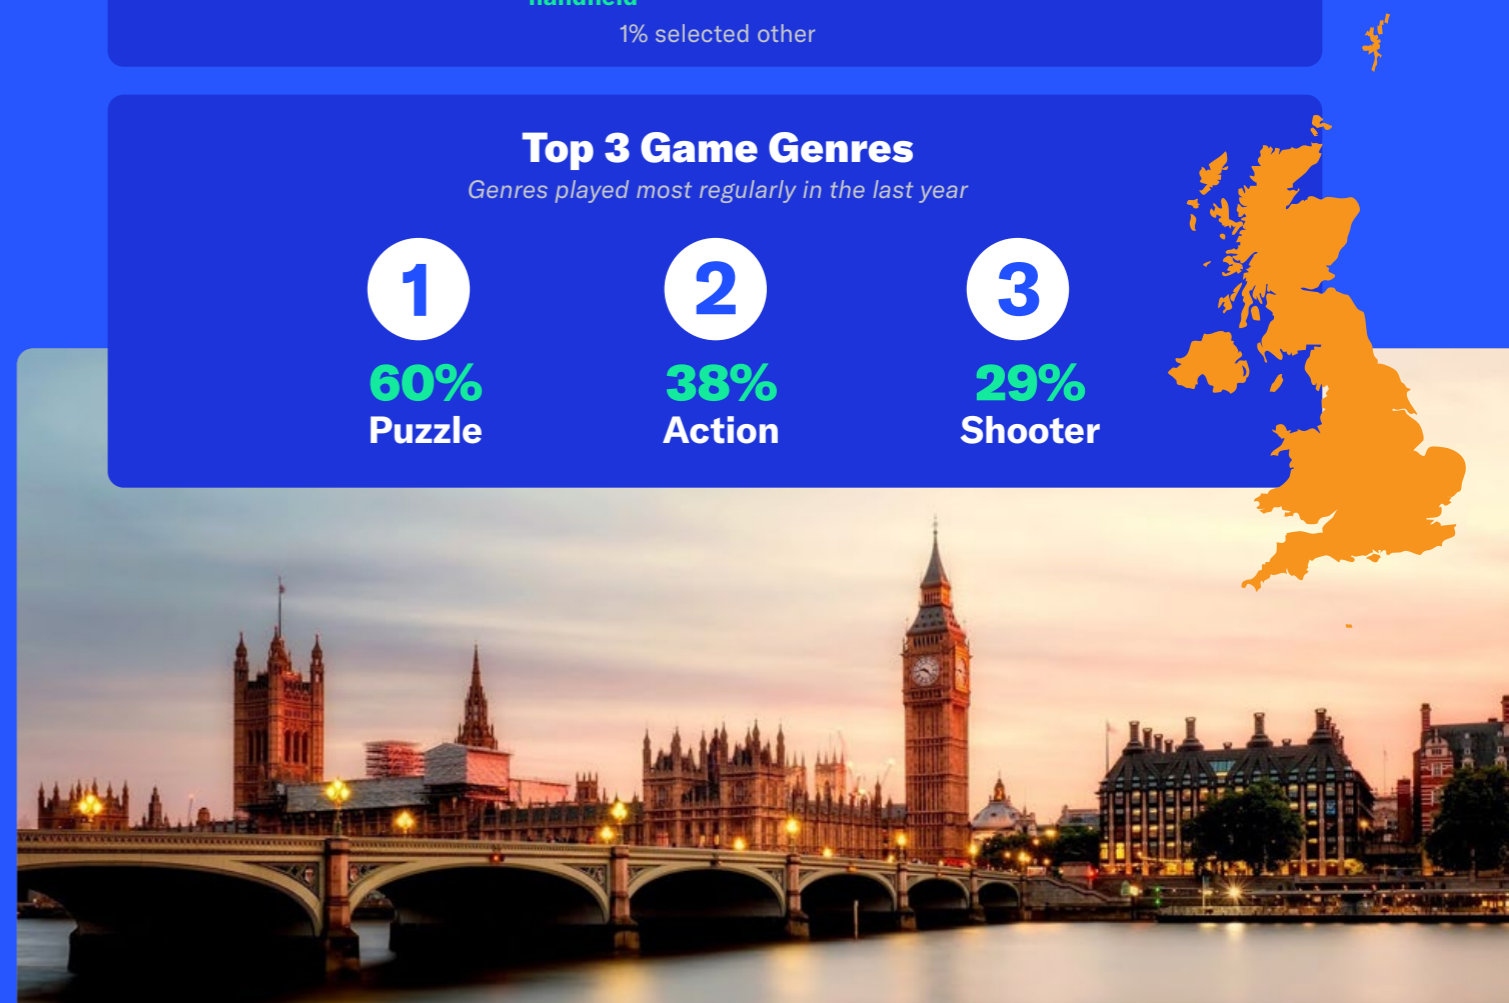 handheld
1% selected other
Top 3 Game Genres
Genres played most regularly in the last year
1
2
3
60%
38%
29%
Puzzle
Action
Shooter